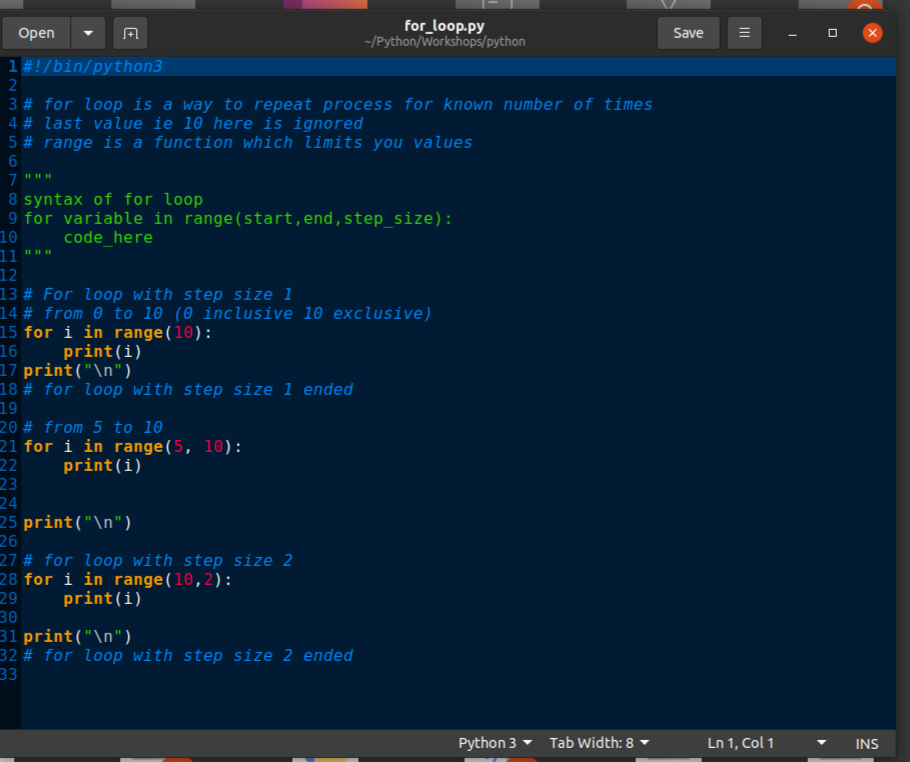 Open
for_loop.py
~/Python/Workshops/python
Save
1 #!/bin/python3
2
3 # for loop is a way to repeat process for known number of times
4 # last value ie 10 here is ignored
5 # range is a function which limits you values
6
7 """
8 syntax of for loop
9 for variable in range(start,end,step_size):
10     code_here
11 """
12
13 # For loop with step size 1
14 # from 0 to 10 (0 inclusive 10 exclusive)
15 for i in range(10):
16     print(i)
17 print("\n")
18 # for loop with step size 1 ended
19
20 # from 5 to 10
21 for i in range(5, 10):
22     print(i)
23
24
25 print("\n")
26
27 # for loop with step size 2
28 for i in range(10,2):
29     print(i)
30
31 print("\n")
32 # for loop with step size 2 ended
33
Python 3 Tab Width: 8 Ln 1, Col 1 INS